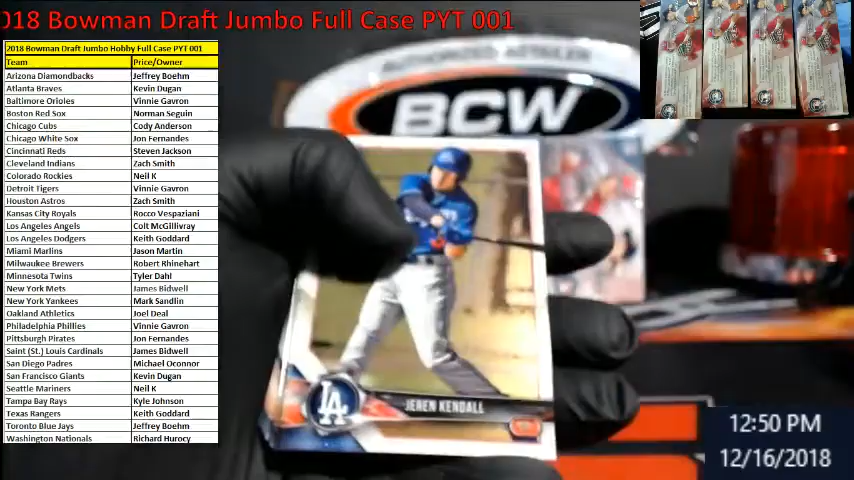 018 Bowman Draft Jumbo Full Case PYT 001
2018 Bowman Draft Jumbo Hobby Full Case PYT 001
Team Price/Owner
Arizona Diamondbacks Jeffrey Boehm
Atlanta Braves Kevin Dugan
Baltimore Orioles Vinnie Gavron
Boston Red Sox Norman Seguin
Chicago Cubs Cody Anderson
Chicago White Sox Jon Fernandes
Cincinnati Reds Steven Jackson
Cleveland Indians Zach Smith
Colorado Rockies Neil K
Detroit Tigers Vinnie Gavron
Houston Astros Zach Smith
Kansas City Royals Rocco Vespaziani
Los Angeles Angels Colt McGillivray
Los Angeles Dodgers Keith Goddard
Miami Marlins Jason Martin
Milwaukee Brewers Robert Rhinehart
Minnesota Twins Tyler Dahl
New York Mets James Bidwell
New York Yankees Mark Sandlin
Oakland Athletics Joel Deal
Philadelphia Phillies Vinnie Gavron
Pittsburgh Pirates Jon Fernandes
Saint (St.) Louis Cardinals James Bidwell
San Diego Padres Michael Oconnor
San Francisco Giants Kevin Dugan
Seattle Mariners Neil K
Tampa Bay Rays Kyle Johnson
Texas Rangers Keith Goddard
Toronto Blue Jays Jeffrey Boehm
Washington Nationals Richard Hurocy
AUTHORIZED RETAILER
BCW
LA
JEREN KENDALL
12:50 PM
12/16/2018